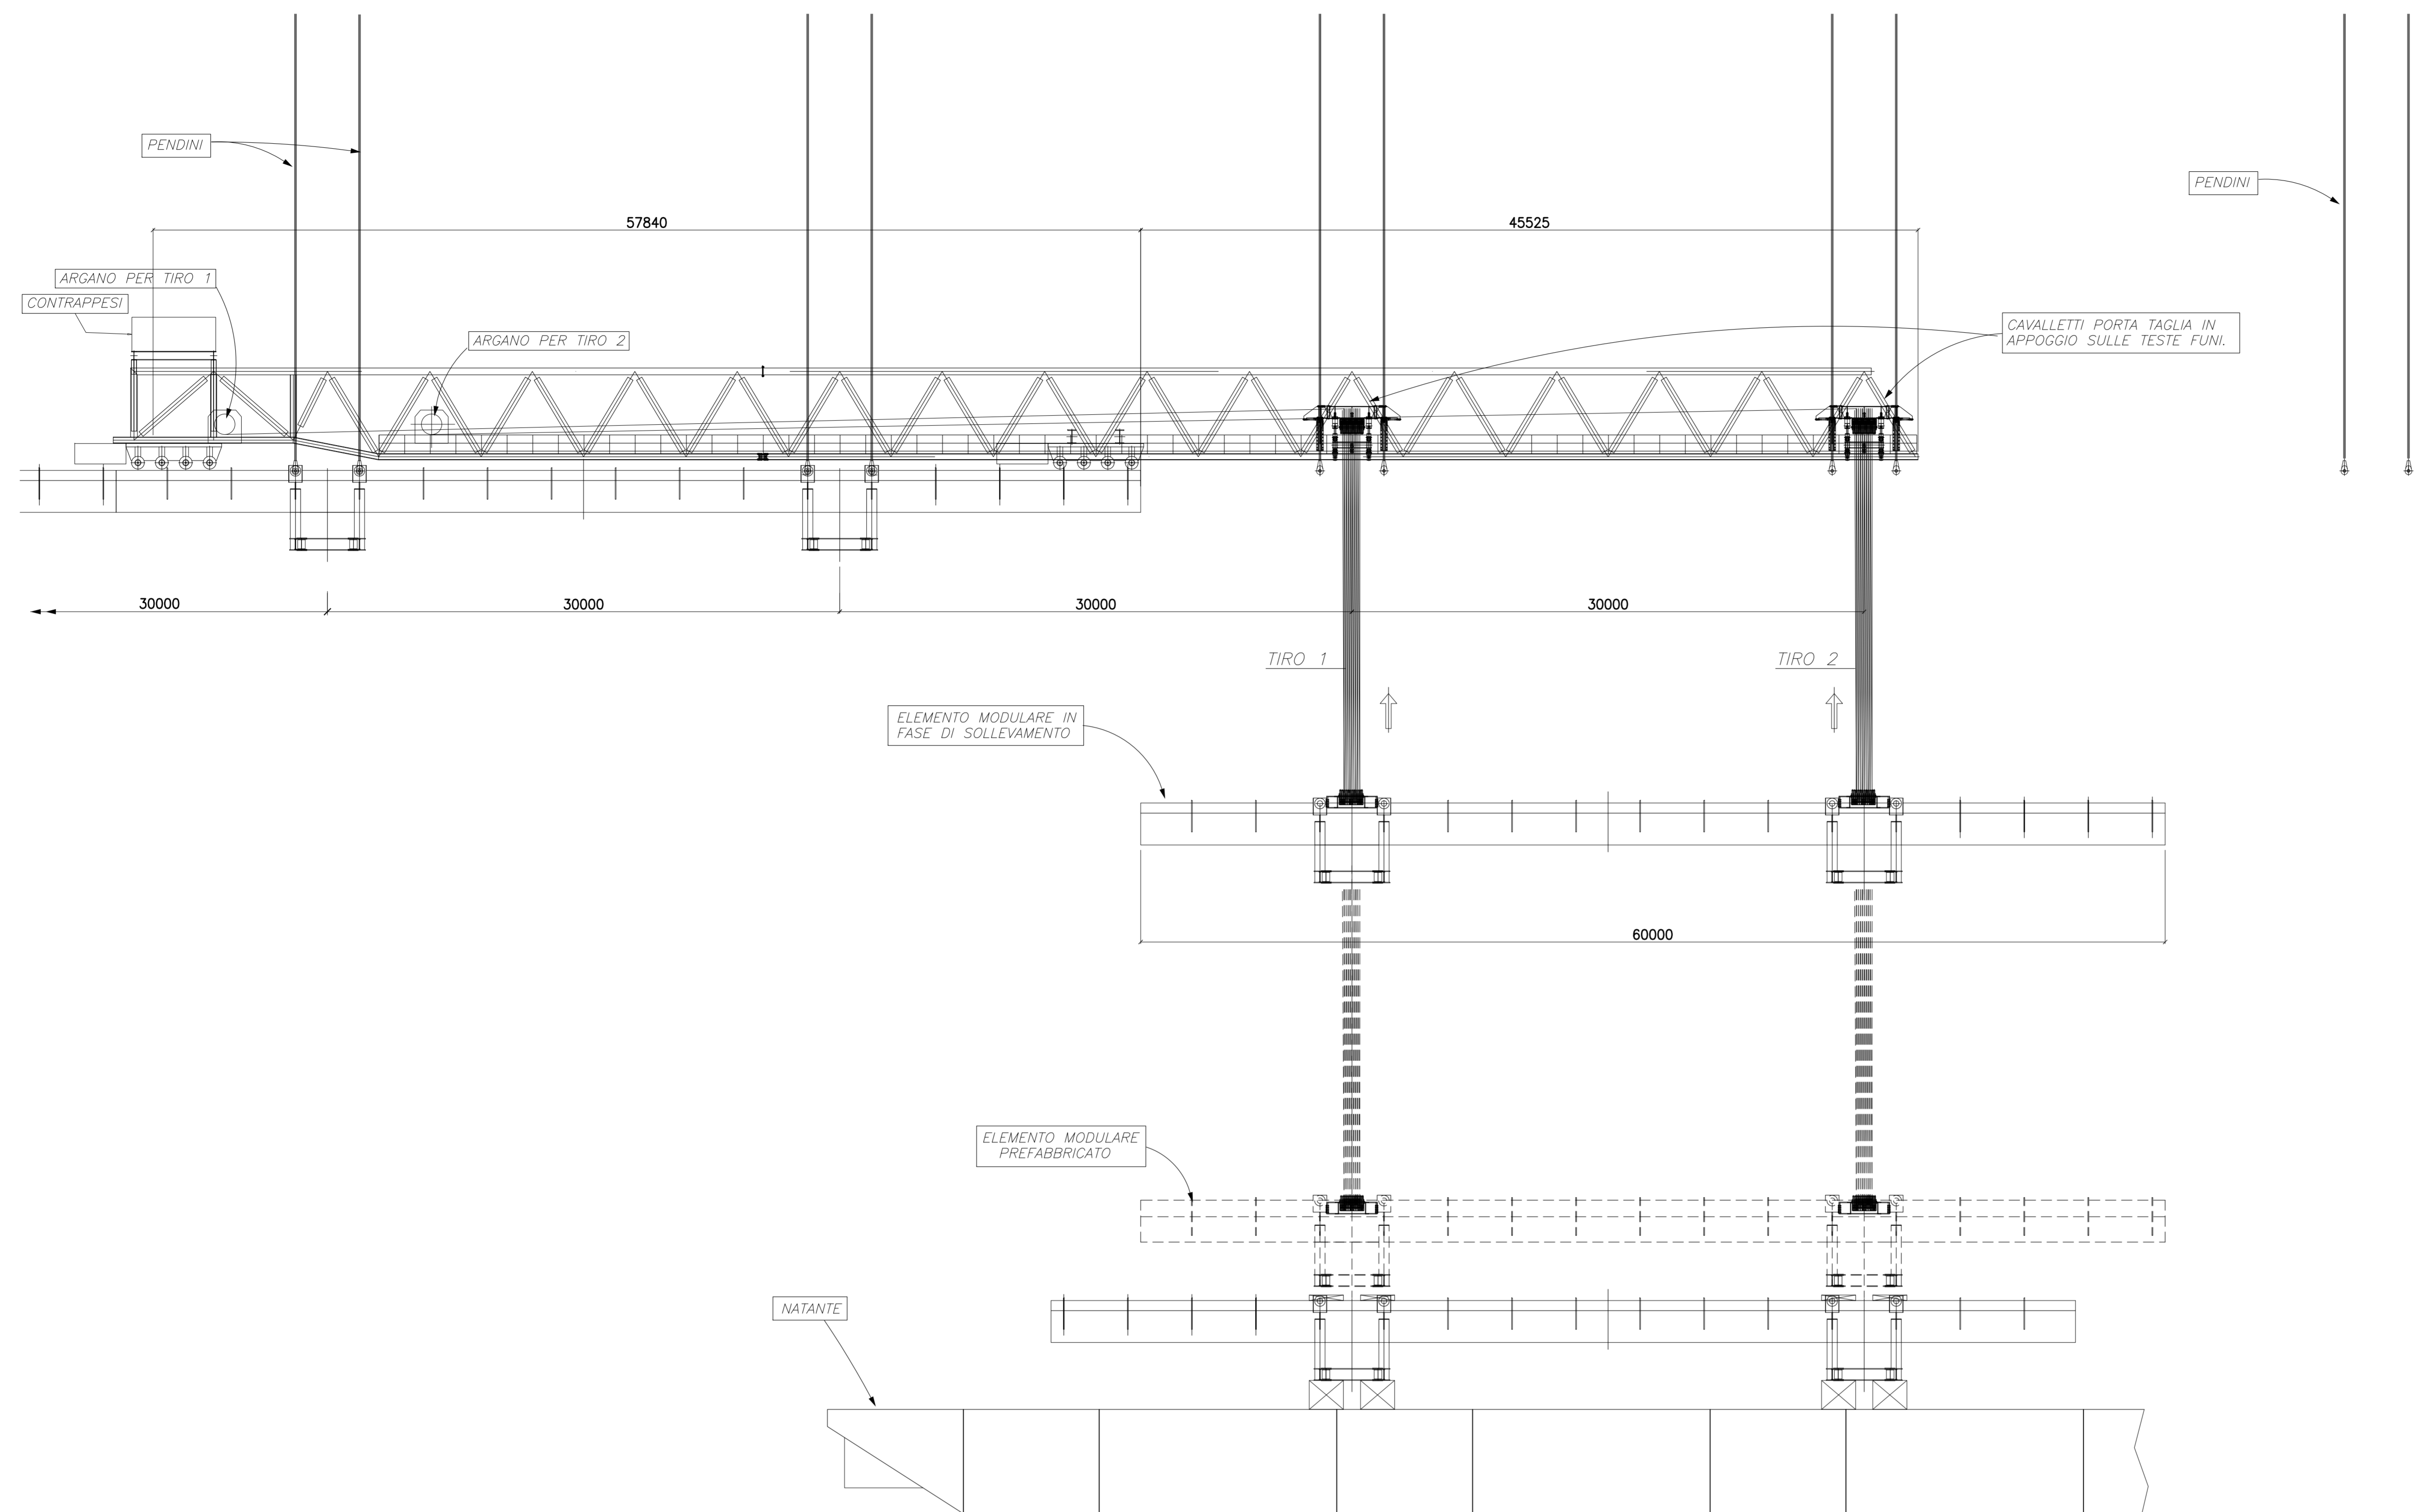 PENDINI
PENDINI
57840
45525
ARGANO PER TIRO 1
CONTRAPPESI
ARGANO PER TIRO 2
CAVALLETTI PORTA TAGLIA IN
APPOGGIO SULLE TESTE FUNI.
30000
30000
30000
30000
TIRO 1
TIRO 2
ELEMENTO MODULARE IN
FASE DI SOLLEVAMENTO
60000
ELEMENTO MODULARE
PREFABBRICATO
NATANTE